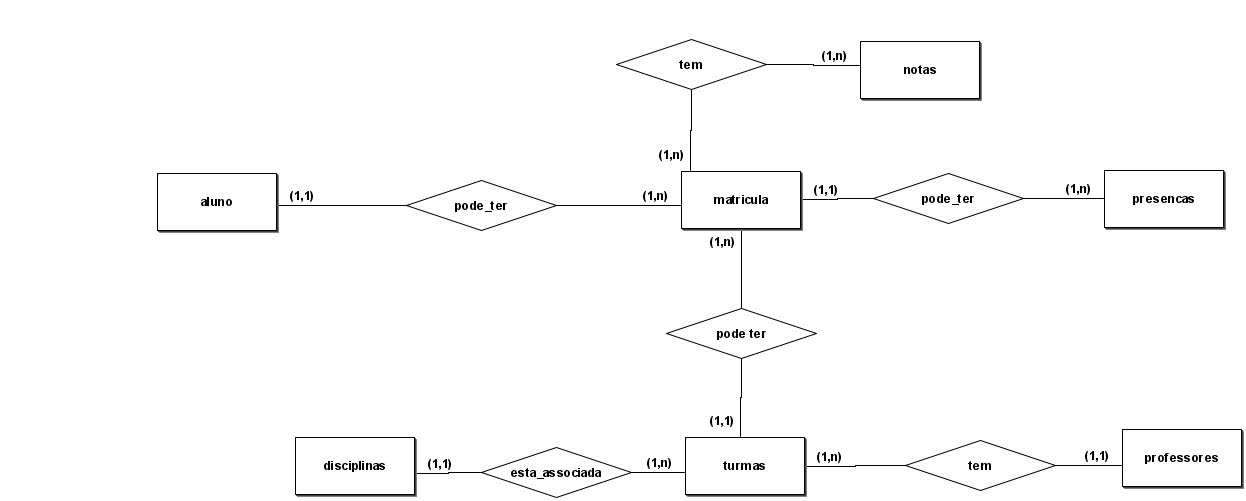 (1,n)
tem
notas
(1,n)
aluno
(1,1)
pode_ter
(1,n)
matricula
(1,1)
pode_ter
(1,n)
presencas
(1,n)
pode ter
(1,1)
disciplinas
(1,1)
esta_associada
(1,n)
turmas
(1,n)
tem
(1,1)
professores